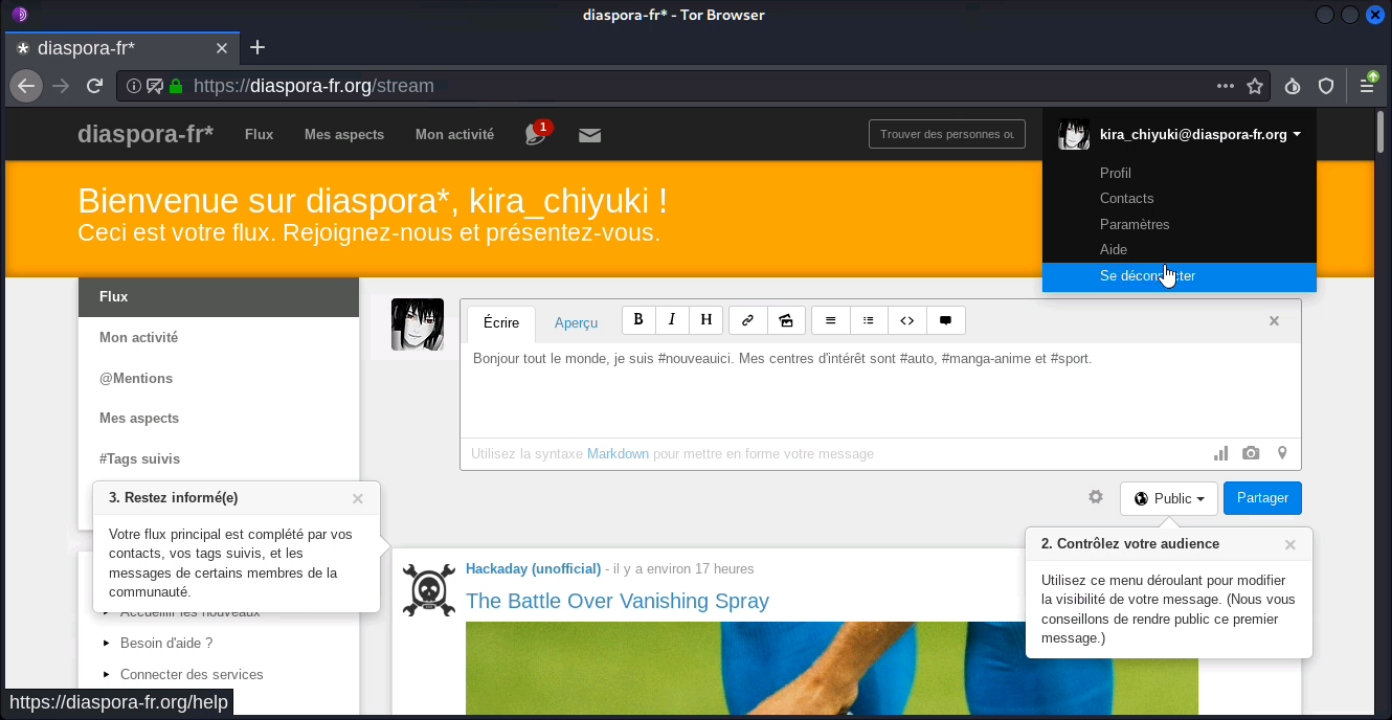 diaspora-fr* - Tor Browser
* diaspora-fr*
https://diaspora-fr.org/stream
diaspora-fr*
Flux
Mes aspects
Mon activité
1
Trouver des personnes ou
kira_chiyuki@diaspora-fr.org
Profil
Contacts
Paramètres
Aide
Se déconnecter
Bienvenue sur diaspora*, kira_chiyuki !
Ceci est votre flux. Rejoignez-nous et présentez-vous.
Flux
Mon activité
@Mentions
Mes aspects
#Tags suivis
3. Restez informé(e)
Votre flux principal est complété par vos
contacts, vos tags suivis, et les
messages de certains membres de la
communauté.
Accueillir les nouveaux
Besoin d'aide ?
Connecter des services
Écrire
Aperçu
B
I
H
Bonjour tout le monde, je suis #nouveauici. Mes centres d'intérêt sont #auto, #manga-anime et #sport.
Utilisez la syntaxe Markdown pour mettre en forme votre message
Public
Partager
2. Contrôlez votre audience
Utilisez ce menu déroulant pour modifier
la visibilité de votre message. (Nous vous
conseillons de rendre public ce premier
message.)
Hackaday (unofficial) - il y a environ 17 heures
The Battle Over Vanishing Spray
https://diaspora-fr.org/help